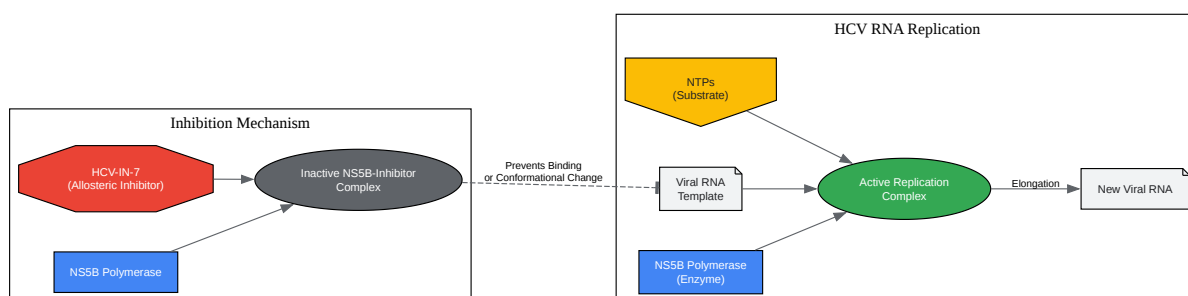 Inhibition Mechanism
HCV-IN-7
(Allosteric Inhibitor)
Inactive NS5B-Inhibitor
Complex
NS5B Polymerase
Prevents Binding
or Conformational Change
HCV RNA Replication
NTPs
(Substrate)
Viral RNA
Template
NS5B Polymerase
(Enzyme)
Active Replication
Complex
Elongation
New Viral RNA